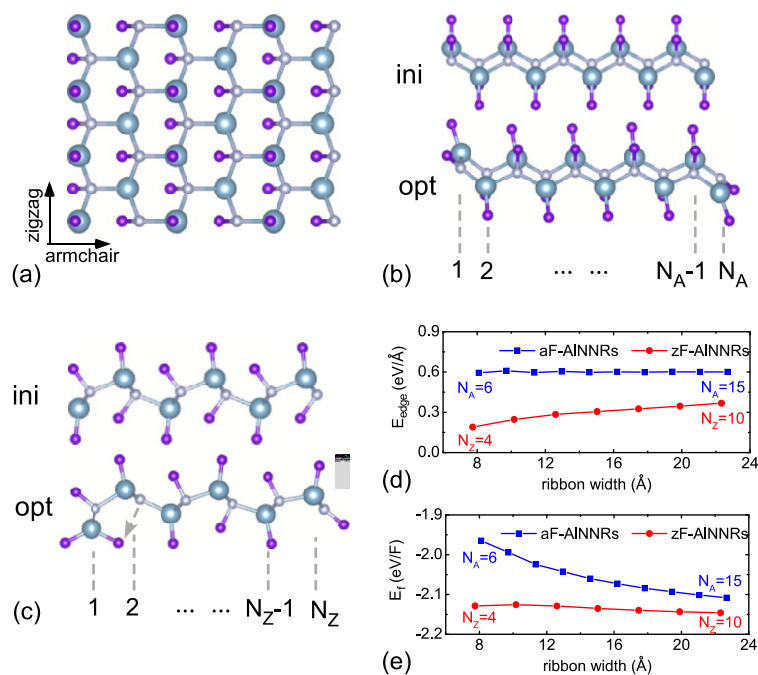 zigzag
armchair
(a)
ini
opt
1 2 ... ... N_A-1 N_A
(b)
ini
opt
1 2 ... ... N_Z-1 N_Z
(c)
E_edge (eV/Å)
0.9
0.6
0.3
0.0
aF-AlNNRs zF-AlNNRs
N_A=6 N_A=15
N_Z=4 N_Z=10
8 12 16 20 24
ribbon width (Å)
(d)
E_f (eV/F)
-1.9
-2.0
-2.1
-2.2
aF-AlNNRs zF-AlNNRs
N_A=6 N_A=15
N_Z=4 N_Z=10
8 12 16 20 24
ribbon width (Å)
(e)